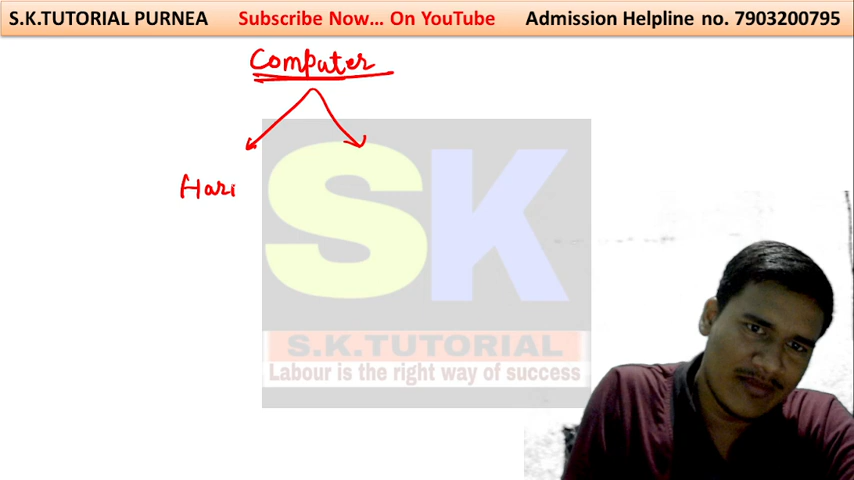 S.K.TUTORIAL PURNEA Subscribe Now... On YouTube Admission Helpline no. 7903200795
Computer
Hari
SK
S.K.TUTORIAL
Labour is the right way of success